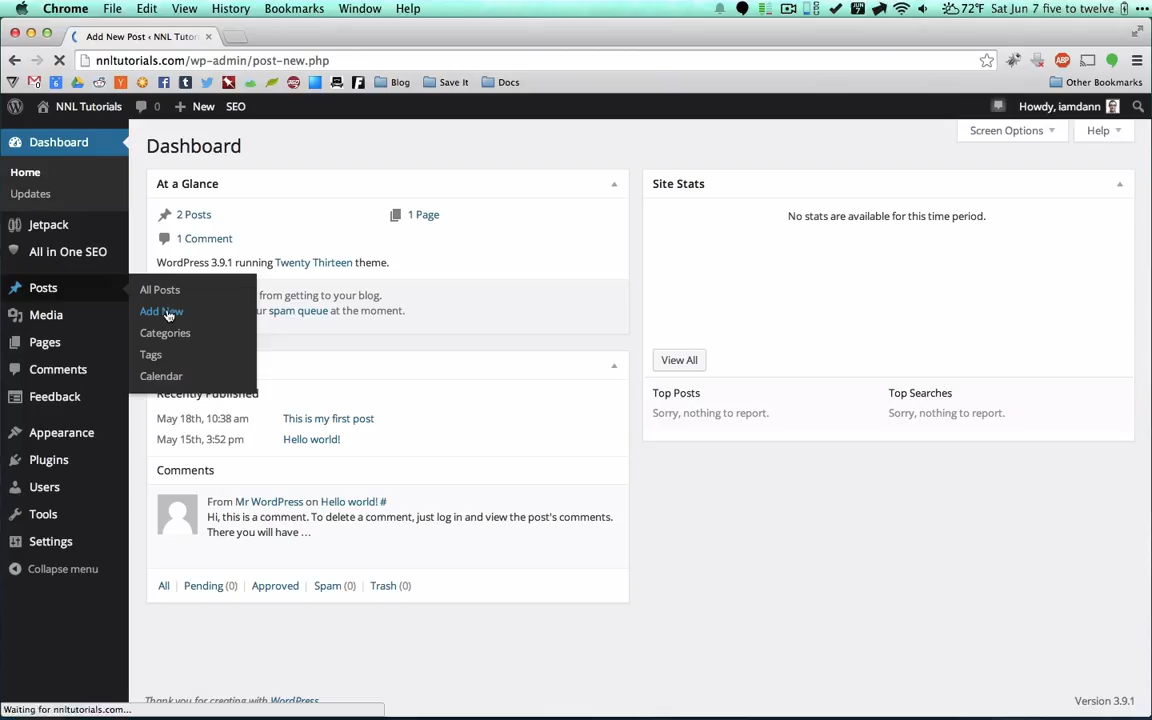 Chrome File Edit View History Bookmarks Window Help 72°F Sat Jun 7 five to twelve
Add New Post ‹ NNL Tutori
nnltutorials.com/wp-admin/post-new.php
Blog Save It Docs Other Bookmarks
NNL Tutorials 0 New SEO Howdy, iamdann
Dashboard
Home
Updates
Jetpack
All in One SEO
Posts
Media
Pages
Comments
Feedback
Appearance
Plugins
Users
Tools
Settings
Collapse menu
All Posts
Add New
Categories
Tags
Calendar
Screen Options Help
Dashboard
At a Glance
2 Posts 1 Page
1 Comment
WordPress 3.9.1 running Twenty Thirteen theme.
from getting to your blog.
ur spam queue at the moment.
Recently Published
May 18th, 10:38 am This is my first post
May 15th, 3:52 pm Hello world!
Comments
From Mr WordPress on Hello world! #
Hi, this is a comment. To delete a comment, just log in and view the post's comments.
There you will have …
All | Pending (0) | Approved | Spam (0) | Trash (0)
Site Stats
No stats are available for this time period.
View All
Top Posts Top Searches
Sorry, nothing to report. Sorry, nothing to report.
Thank you for creating with WordPress
Version 3.9.1
Waiting for nnltutorials.com...